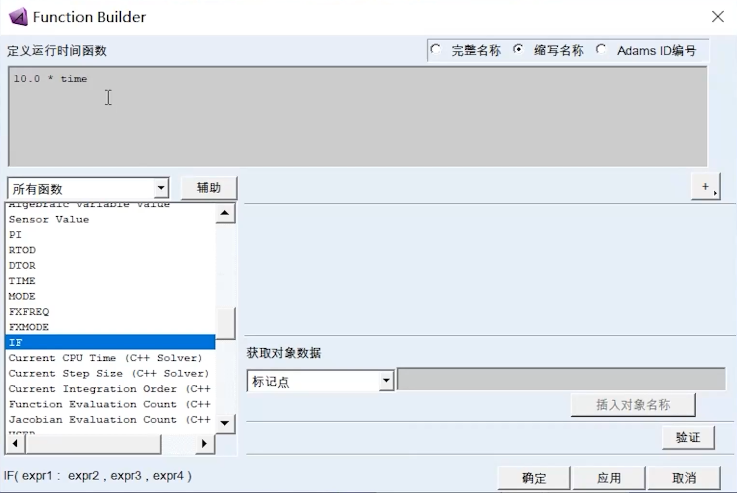 Function Builder
定义运行时间函数
完整名称 缩写名称 Adams ID编号
10.0 * time
所有函数 辅助 +
Algebraic Variable Value
Sensor Value
PI
RTOD
DTOR
TIME
MODE
FXFREQ
FXMODE
IF
Current CPU Time (C++ Solver)
Current Step Size (C++ Solver)
Current Integration Order (C++
Function Evaluation Count (C++
Jacobian Evaluation Count (C++
获取对象数据
标记点
插入对象名称
验证
IF( expr1 : expr2 , expr3 , expr4 )
确定 应用 取消